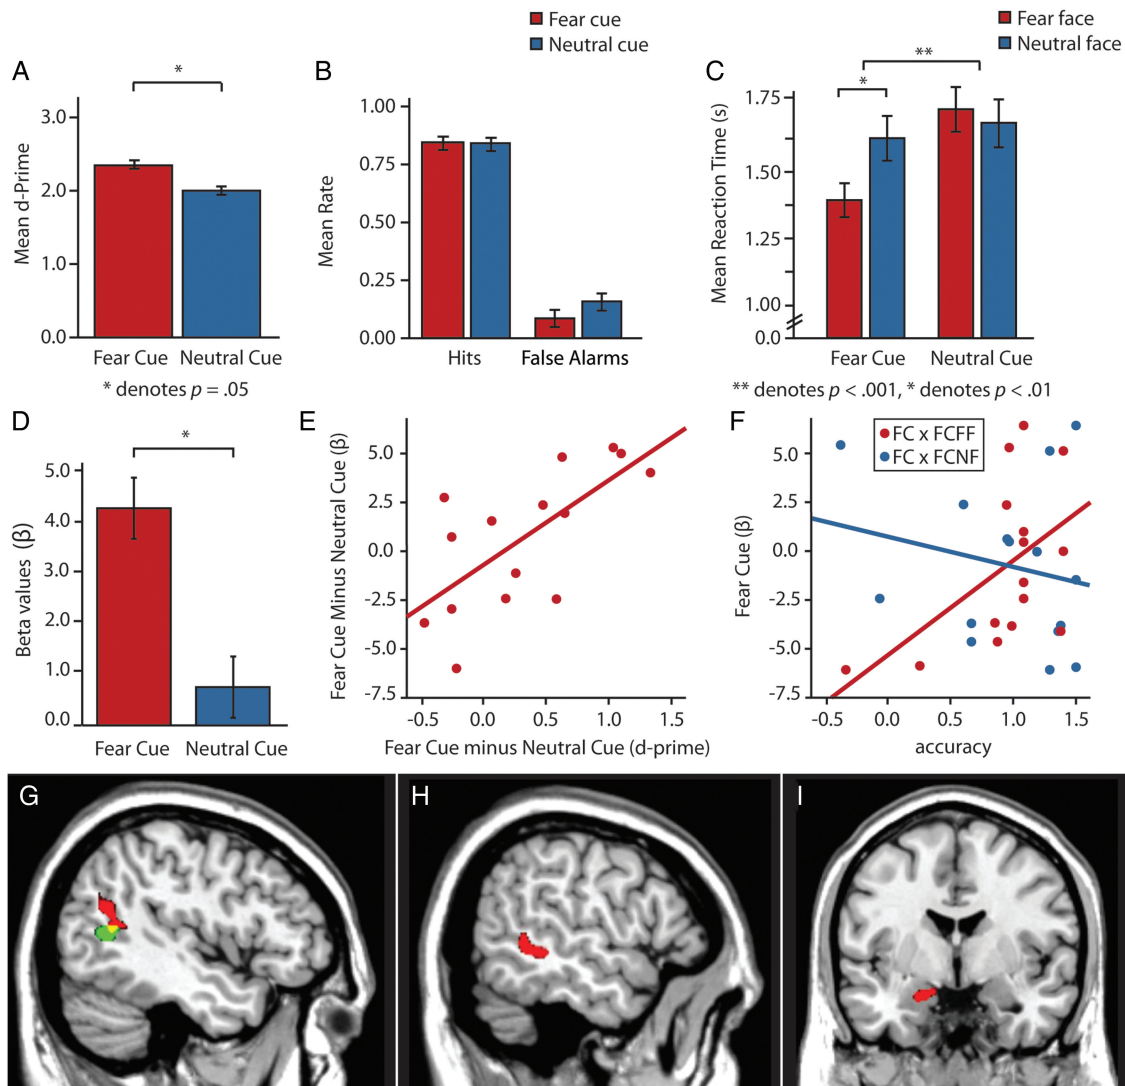 Fear cue
Neutral cue
Fear face
Neutral face
A
*
Mean d-Prime
3.0
2.0
1.0
0.0
Fear Cue Neutral Cue
* denotes p = .05
B
Mean Rate
1.00
0.75
0.50
0.25
0.00
Hits False Alarms
C
**
*
Mean Reaction Time (s)
1.75
1.50
1.25
1.00
0.0
Fear Cue Neutral Cue
** denotes p < .001, * denotes p < .01
D
*
Beta values (β)
5.0
4.0
3.0
2.0
1.0
0.0
Fear Cue Neutral Cue
E
Fear Cue Minus Neutral Cue (β)
5.0
2.5
0.0
-2.5
-5.0
-7.5
-0.5 0.0 0.5 1.0 1.5
Fear Cue minus Neutral Cue (d-prime)
F
FC x FCFF
FC x FCNF
Fear Cue (β)
5.0
2.5
0.0
-2.5
-5.0
-7.5
-0.5 0.0 0.5 1.0 1.5
accuracy
G
H
I